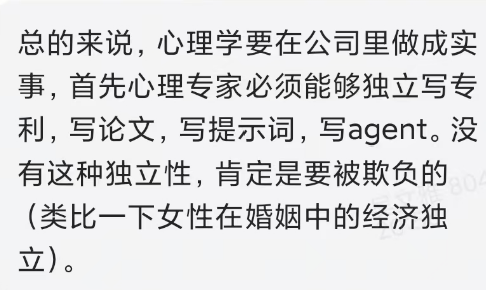 总的来说，心理学要在公司里做成实
事，首先心理专家必须能够独立写专
利，写论文，写提示词，写agent。没
有这种独立性，肯定是要被欺负的
（类比一下女性在婚姻中的经济独
立）。